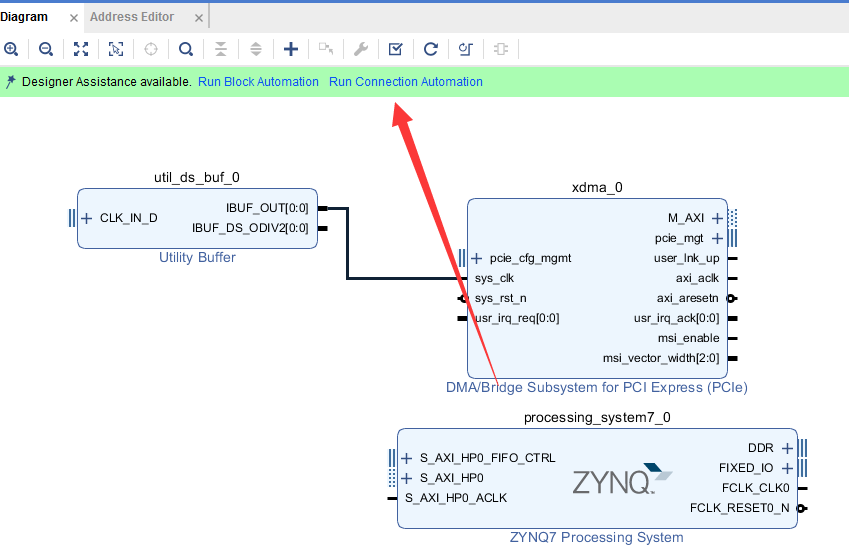 Diagram × Address Editor ×
Designer Assistance available. Run Block Automation Run Connection Automation
util_ds_buf_0
CLK_IN_D
IBUF_OUT[0:0]
IBUF_DS_ODIV2[0:0]
Utility Buffer
xdma_0
M_AXI
pcie_mgt
pcie_cfg_mgmt
user_lnk_up
sys_clk
axi_aclk
sys_rst_n
axi_aresetn
usr_irq_req[0:0]
usr_irq_ack[0:0]
msi_enable
msi_vector_width[2:0]
DMA/Bridge Subsystem for PCI Express (PCIe)
processing_system7_0
S_AXI_HP0_FIFO_CTRL
S_AXI_HP0
S_AXI_HP0_ACLK
ZYNQ
DDR
FIXED_IO
FCLK_CLK0
FCLK_RESET0_N
ZYNQ7 Processing System